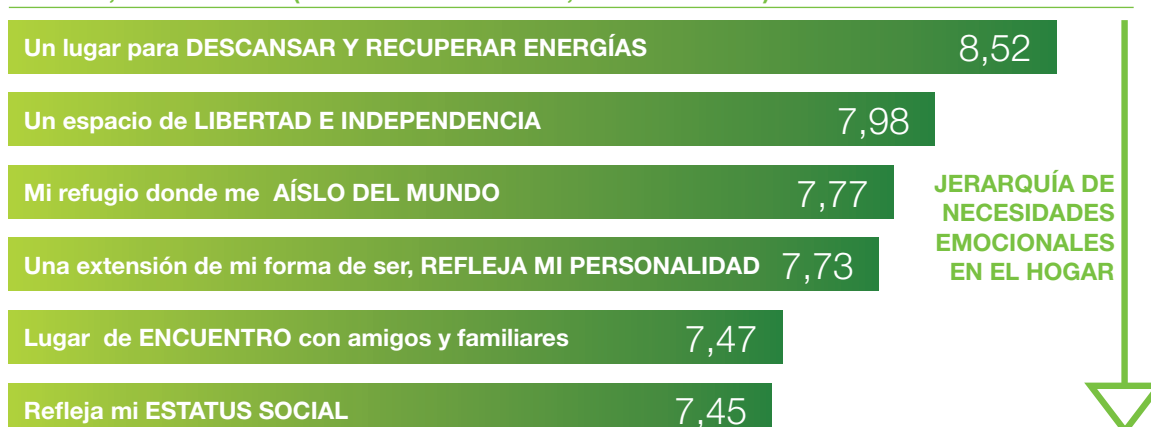 Un lugar para DESCANSAR Y RECUPERAR ENERGÍAS 8,52
Un espacio de LIBERTAD E INDEPENDENCIA 7,98
Mi refugio donde me AÍSLO DEL MUNDO 7,77
Una extensión de mi forma de ser, REFLEJA MI PERSONALIDAD 7,73
Lugar de ENCUENTRO con amigos y familiares 7,47
Refleja mi ESTATUS SOCIAL 7,45
JERARQUÍA DE
NECESIDADES
EMOCIONALES
EN EL HOGAR